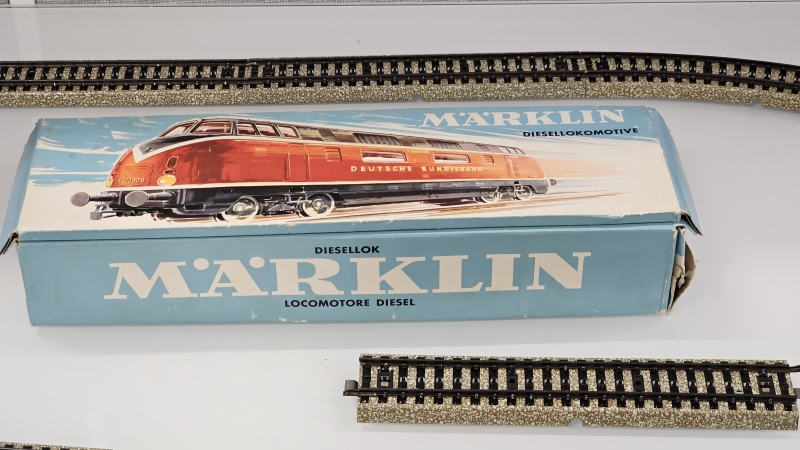 MÄRKLIN
DIESELLOKOMOTIVE
DEUTSCHE BUNDESBAHN
DIESELLOK
MÄRKLIN
LOCOMOTORE DIESEL